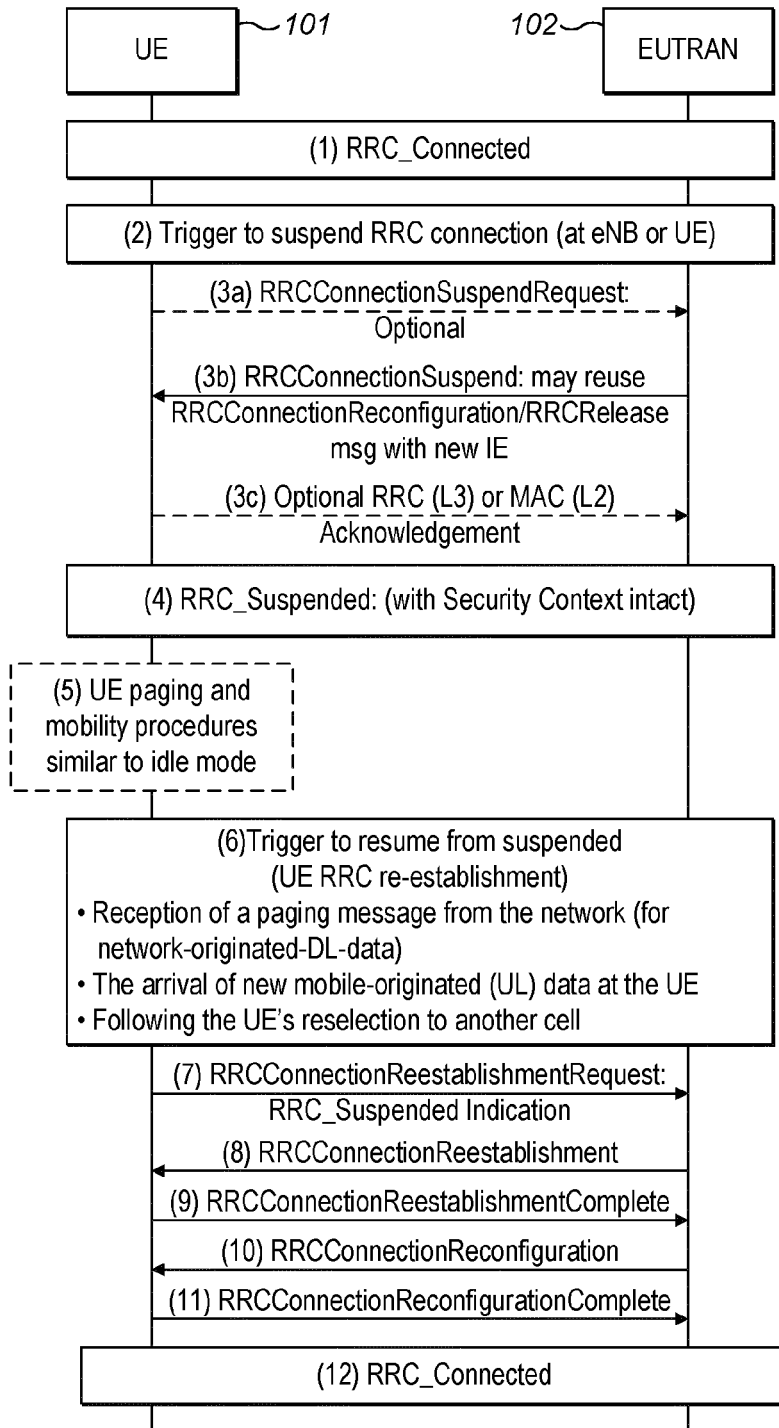 101
102
UE
EUTRAN
(1) RRC_Connected
(2) Trigger to suspend RRC connection (at eNB or UE)
(3a) RRCConnectionSuspendRequest:
Optional
(3b) RRCConnectionSuspend: may reuse
RRCConnectionReconfiguration/RRCRelease
msg with new IE
(3c) Optional RRC (L3) or MAC (L2)
Acknowledgement
(4) RRC_Suspended: (with Security Context intact)
(5) UE paging and
mobility procedures
similar to idle mode
(6)Trigger to resume from suspended
(UE RRC re-establishment)
• Reception of a paging message from the network (for
network-originated-DL-data)
• The arrival of new mobile-originated (UL) data at the UE
• Following the UE's reselection to another cell
(7) RRCConnectionReestablishmentRequest:
RRC_Suspended Indication
(8) RRCConnectionReestablishment
(9) RRCConnectionReestablishmentComplete
(10) RRCConnectionReconfiguration
(11) RRCConnectionReconfigurationComplete
(12) RRC_Connected